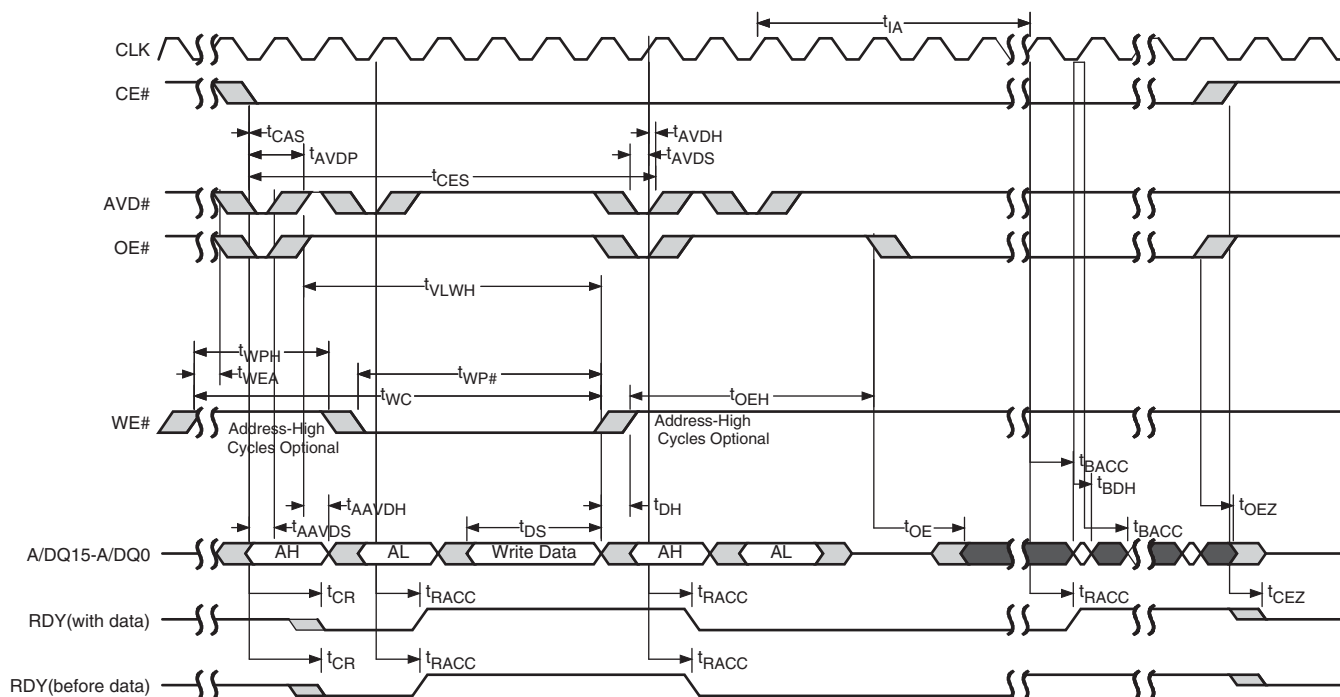 tIA
CLK
CE#
tCAS
tAVDH
tAVDP
tAVDS
tCES
AVD#
OE#
tVLWH
tWPH
tWEA
tWP#
tWC
tOEH
WE#
Address-High
Cycles Optional
Address-High
Cycles Optional
tBACC
tBDH
tAAVDH
tDH
tOEZ
tAAVDS
tDS
tOE
tBACC
A/DQ15-A/DQ0
AH
AL
Write Data
AH
AL
tCR
tRACC
tRACC
tRACC
tCEZ
RDY(with data)
tCR
tRACC
tRACC
RDY(before data)